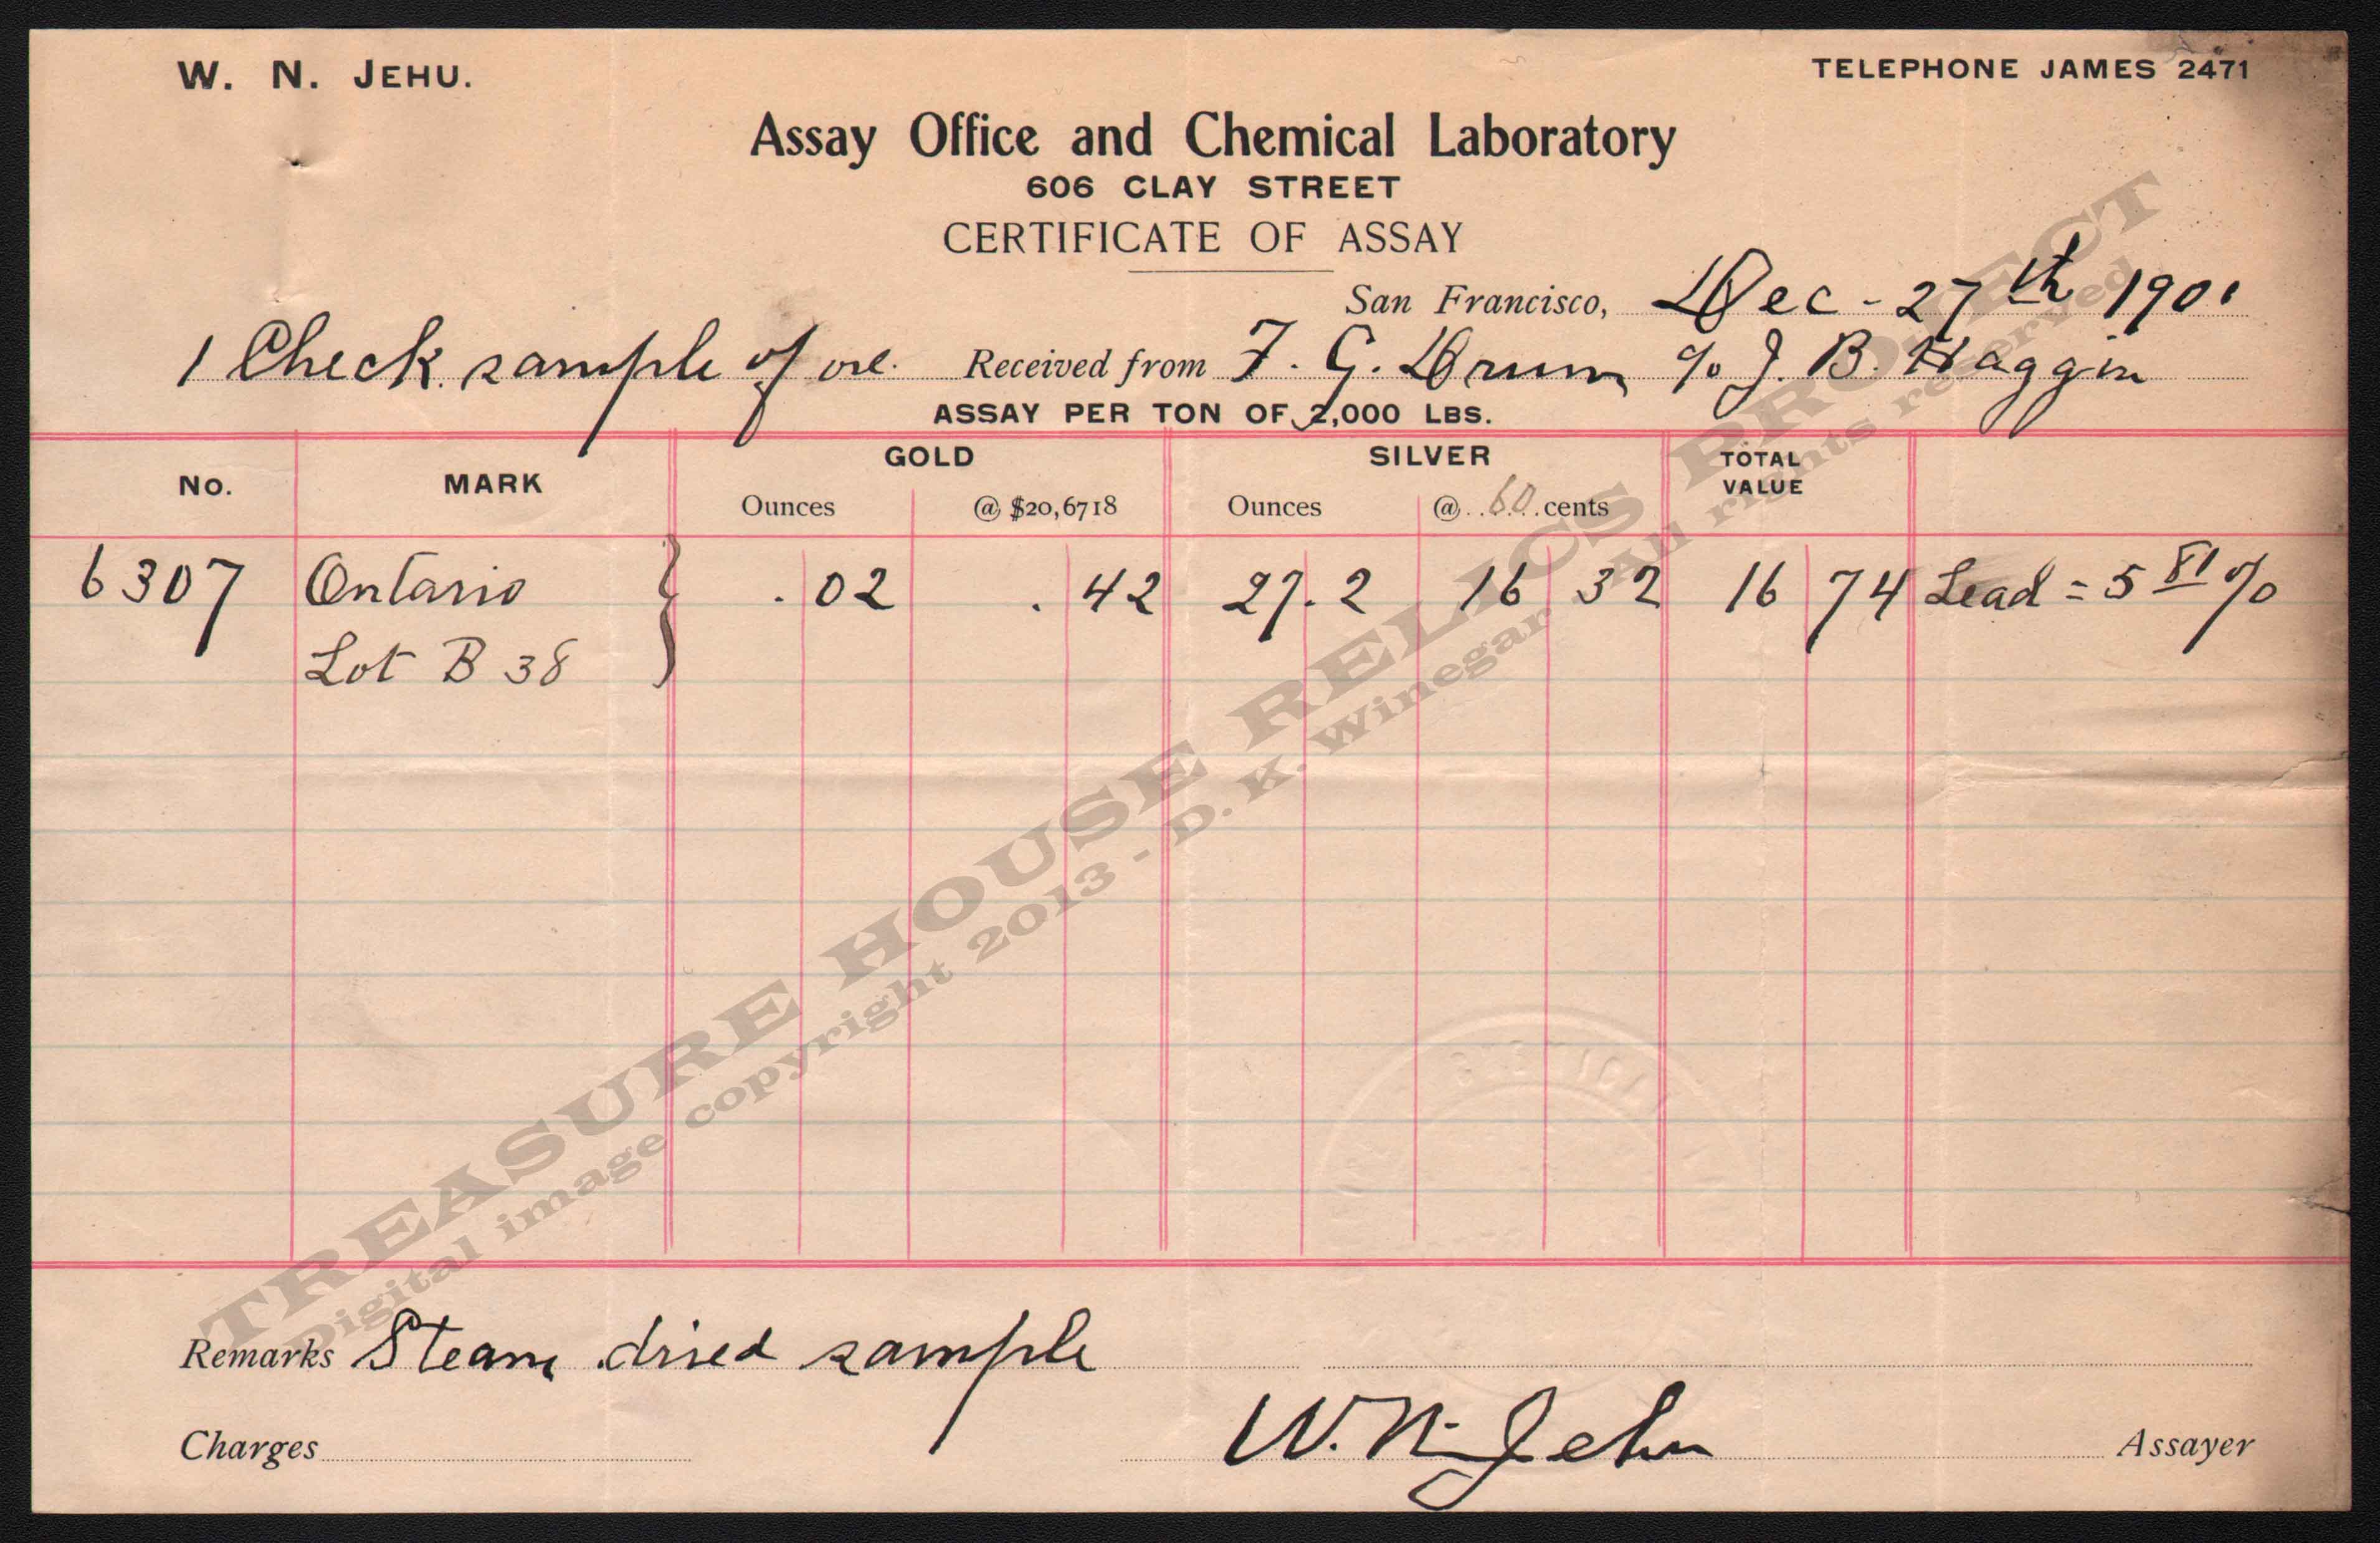 W. N. JEHU.
TELEPHONE JAMES 2471
Assay Office and Chemical Laboratory
606 CLAY STREET
CERTIFICATE OF ASSAY
San Francisco, Dec - 27th 1901
1 Check sample of ore. Received from F. G. Drum c/o J. B. Haggin
ASSAY PER TON OF 2,000 LBS.
No. MARK GOLD SILVER TOTAL VALUE
Ounces @ $20,6718 Ounces @ 60 cents
6307 Ontario } .02 .42 27.2 16 32 16 74 Lead = 5 81 %
Lot B 38
TREASURE HOUSE RELICS PROJECT
Digital image copyright 2013 - D. K. Winegar - All rights reserved
Remarks Steam dried sample
Charges W. N. Jehu Assayer